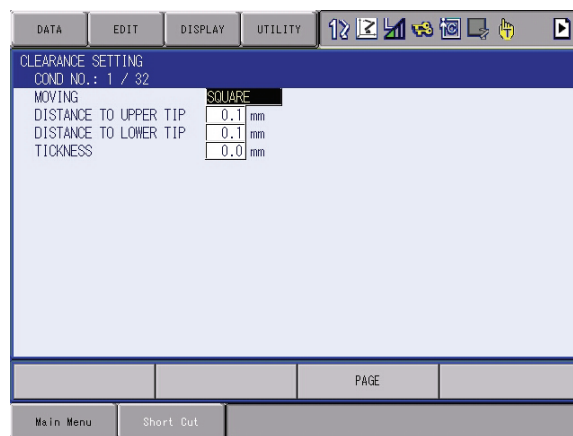 DATA EDIT DISPLAY UTILITY
CLEARANCE SETTING
COND NO.: 1 / 32
MOVING SQUARE
DISTANCE TO UPPER TIP 0.1 mm
DISTANCE TO LOWER TIP 0.1 mm
TICKNESS 0.0 mm
PAGE
Main Menu Short Cut